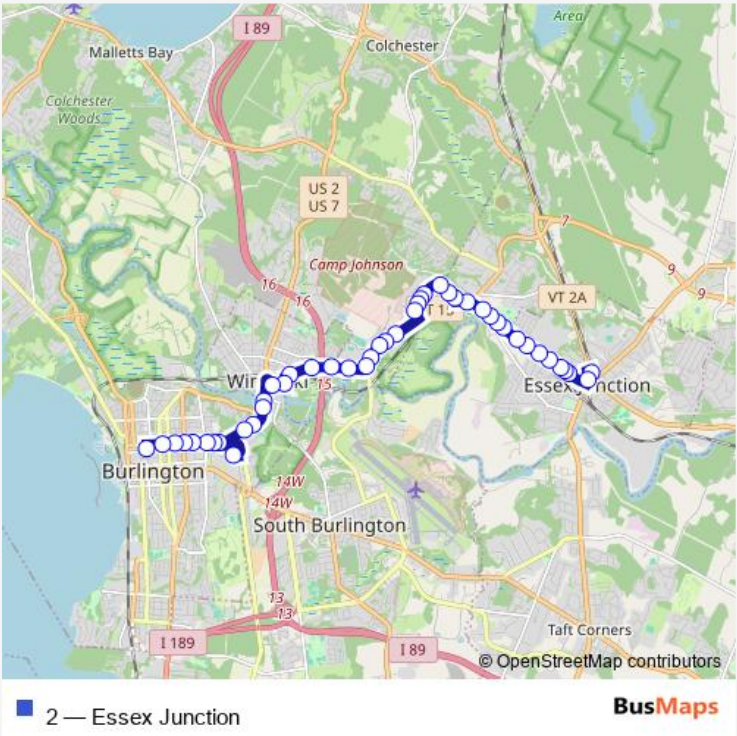 Area
I 89
Malletts Bay
Colchester
Colchester
Woods
US 2
US 7
7
Camp Johnson
9
16
16
9
VT 2A
T 15
Win
ki
15
Essex Junction
Burlington
14W
14W
South Burlington
13
13
Taft Corners
I 189
I 89
© OpenStreetMap contributors
2 — Essex Junction
BusMaps